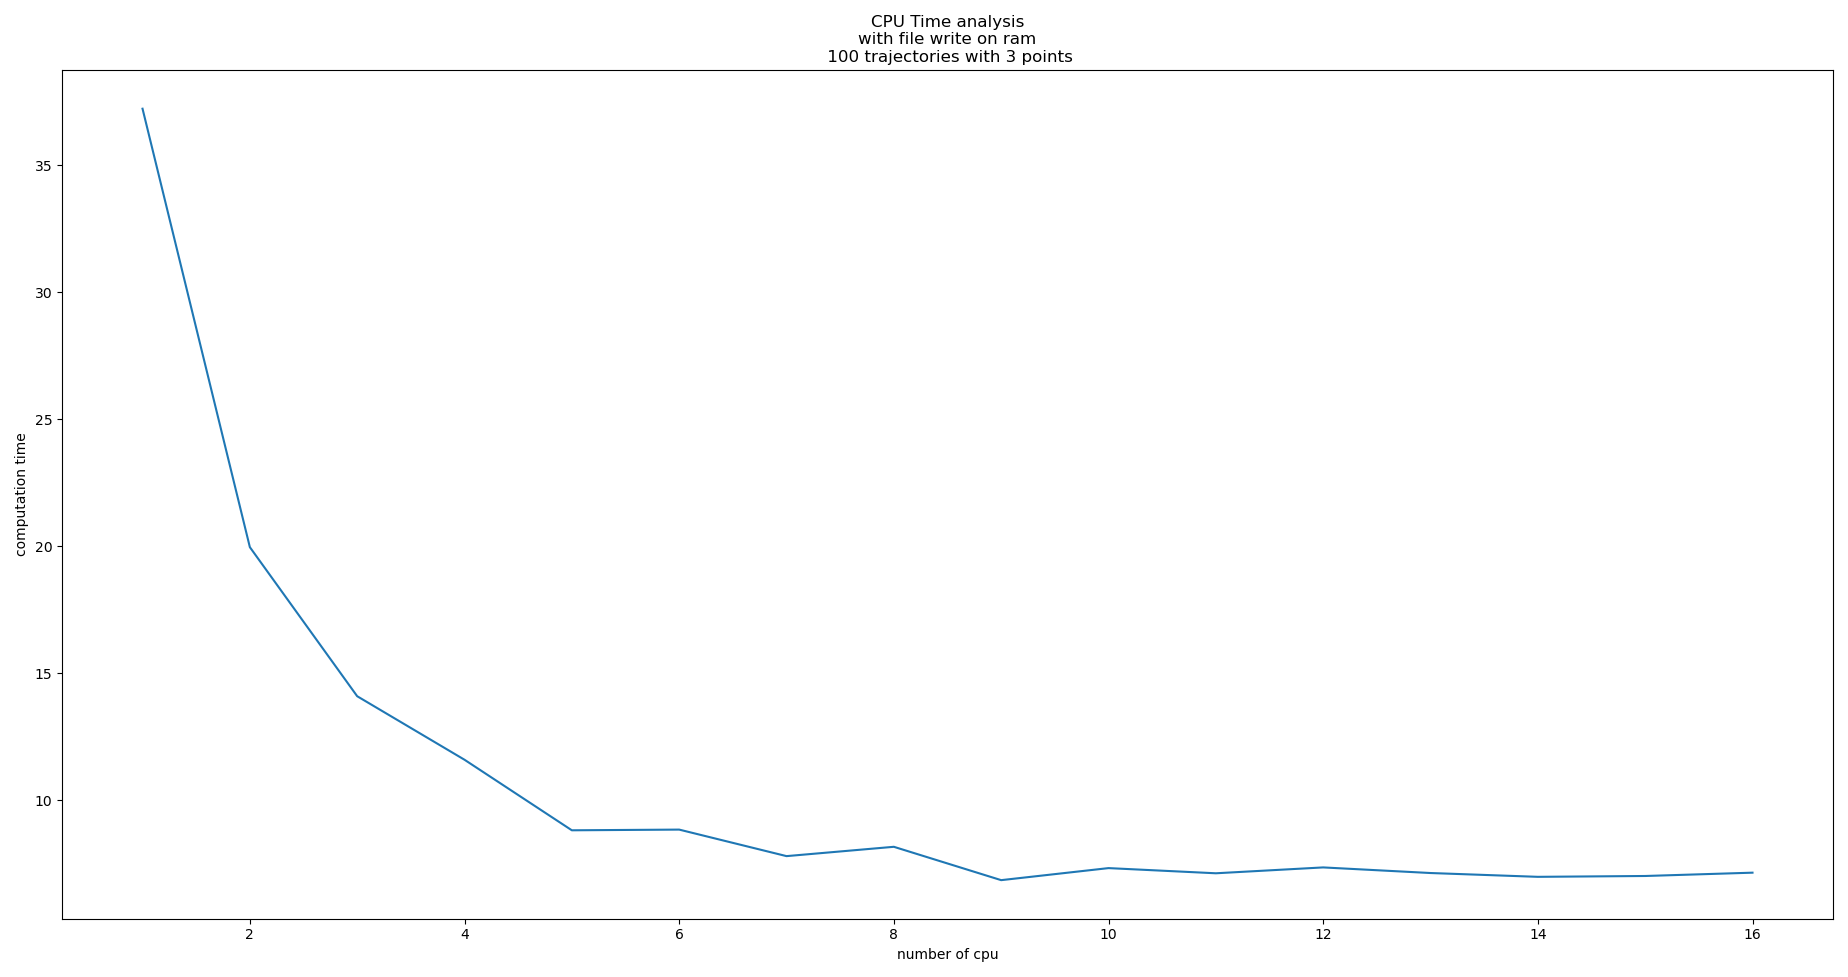 CPU Time analysis
with file write on ram
100 trajectories with 3 points
computation time
35
30
25
20
15
10
2 4 6 8 10 12 14 16
number of cpu